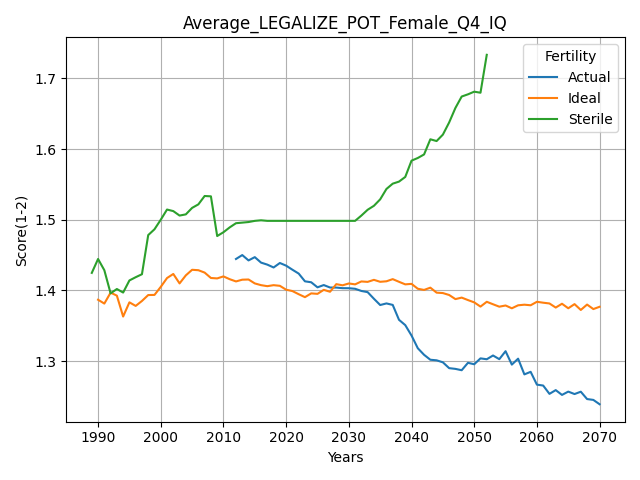 Average_LEGALIZE_POT_Female_Q4_IQ
Score(1-2)
1.7
1.6
1.5
1.4
1.3
Fertility
Actual
Ideal
Sterile
1990 2000 2010 2020 2030 2040 2050 2060 2070
Years